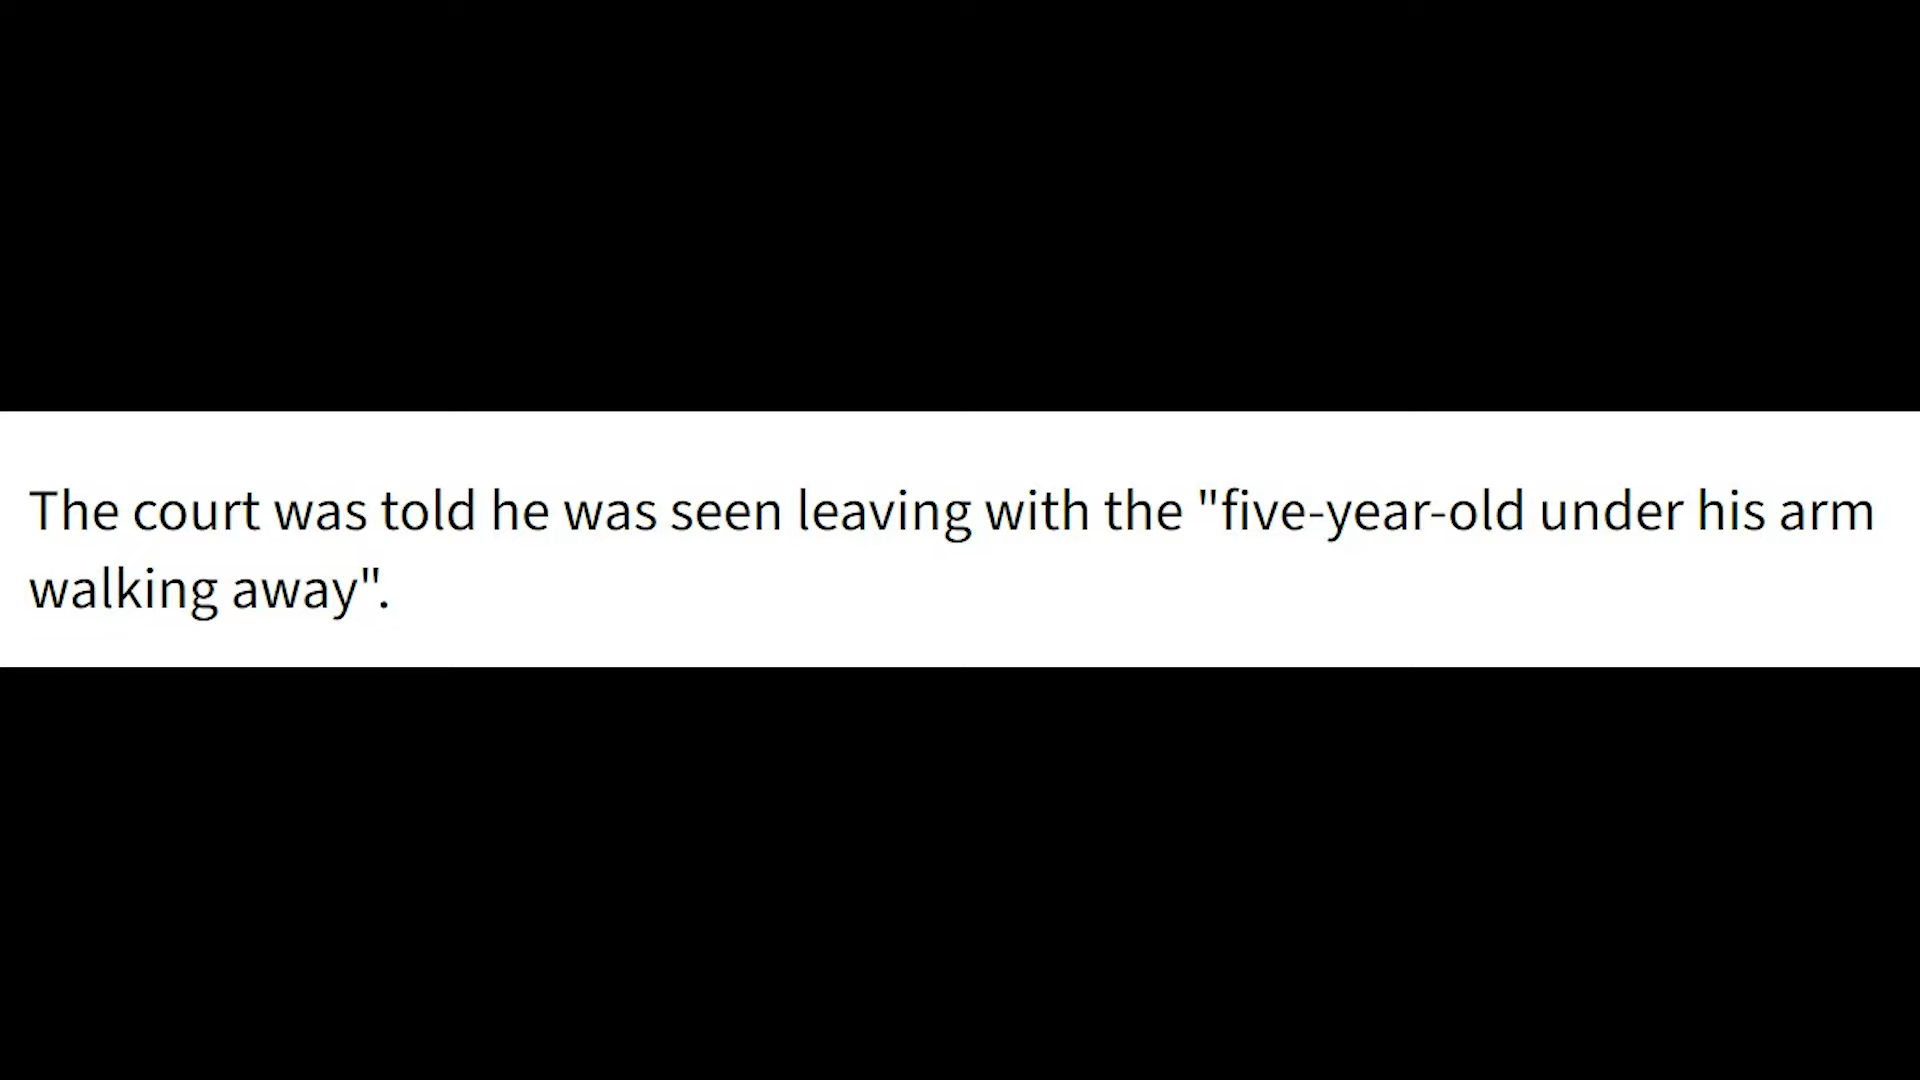 The court was told he was seen leaving with the "five-year-old under his arm
walking away".